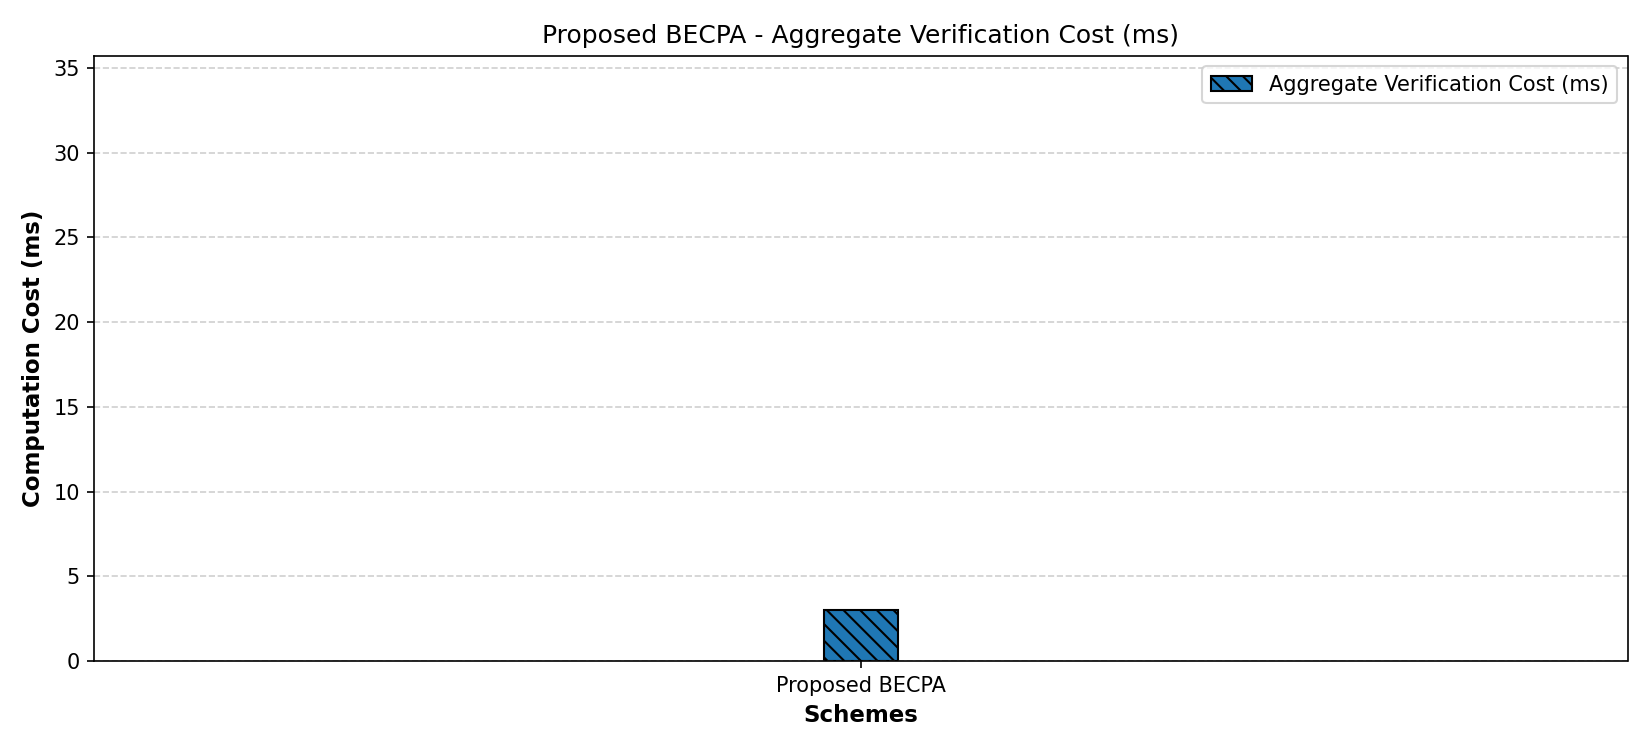 Proposed BECPA - Aggregate Verification Cost (ms)
Aggregate Verification Cost (ms)
Computation Cost (ms)
35
30
25
20
15
10
5
0
Proposed BECPA
Schemes